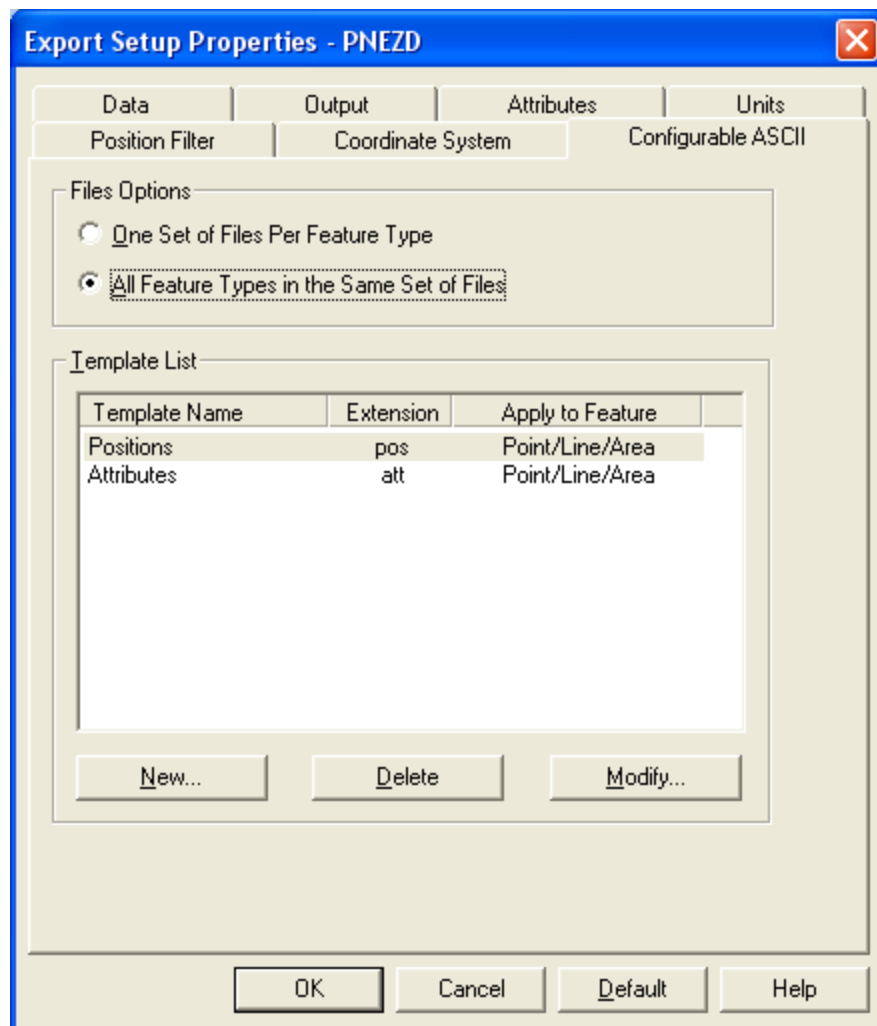 Export Setup Properties - PNEZD
Data Output Attributes Units
Position Filter Coordinate System Configurable ASCII
Files Options
One Set of Files Per Feature Type
All Feature Types in the Same Set of Files
Template List
Template Name Extension Apply to Feature
Positions pos Point/Line/Area
Attributes att Point/Line/Area
New... Delete Modify...
OK Cancel Default Help